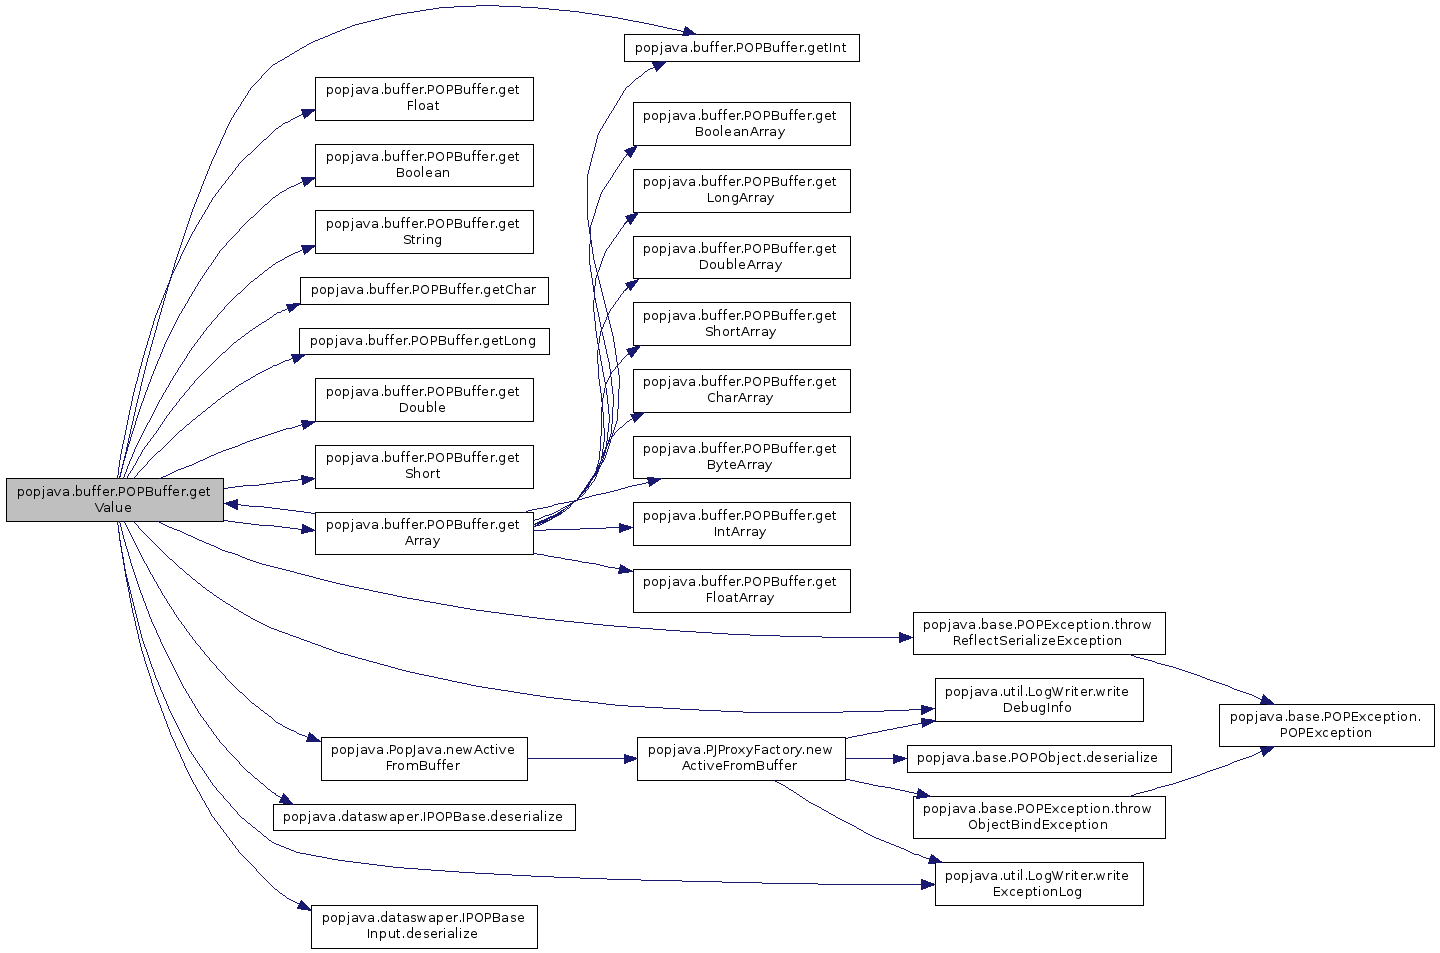 popjava.buffer.POPBuffer.get
Value
popjava.buffer.POPBuffer.get
Float
popjava.buffer.POPBuffer.get
Boolean
popjava.buffer.POPBuffer.get
String
popjava.buffer.POPBuffer.getChar
popjava.buffer.POPBuffer.getLong
popjava.buffer.POPBuffer.get
Double
popjava.buffer.POPBuffer.get
Short
popjava.buffer.POPBuffer.get
Array
popjava.PopJava.newActive
FromBuffer
popjava.dataswaper.IPOPBase.deserialize
popjava.dataswaper.IPOPBase
Input.deserialize
popjava.buffer.POPBuffer.getInt
popjava.buffer.POPBuffer.get
BooleanArray
popjava.buffer.POPBuffer.get
LongArray
popjava.buffer.POPBuffer.get
DoubleArray
popjava.buffer.POPBuffer.get
ShortArray
popjava.buffer.POPBuffer.get
CharArray
popjava.buffer.POPBuffer.get
ByteArray
popjava.buffer.POPBuffer.get
IntArray
popjava.buffer.POPBuffer.get
FloatArray
popjava.PJProxyFactory.new
ActiveFromBuffer
popjava.base.POPException.throw
ReflectSerializeException
popjava.util.LogWriter.write
DebugInfo
popjava.base.POPObject.deserialize
popjava.base.POPException.throw
ObjectBindException
popjava.util.LogWriter.write
ExceptionLog
popjava.base.POPException.
POPException